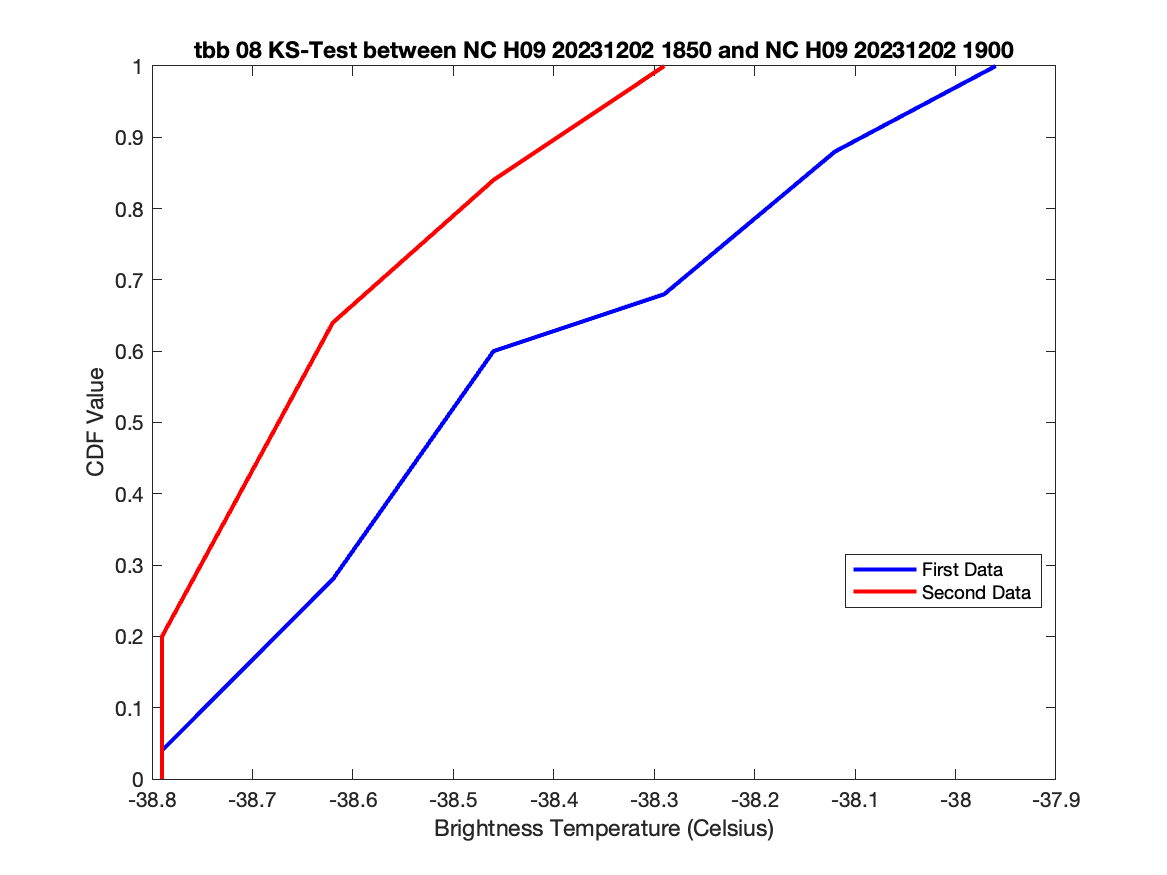 tbb 08 KS-Test between NC H09 20231202 1850 and NC H09 20231202 1900
1
0.9
0.8
0.7
0.6
0.5
0.4
0.3
0.2
0.1
0
CDF Value
First Data
Second Data
-38.8 -38.7 -38.6 -38.5 -38.4 -38.3 -38.2 -38.1 -38 -37.9
Brightness Temperature (Celsius)